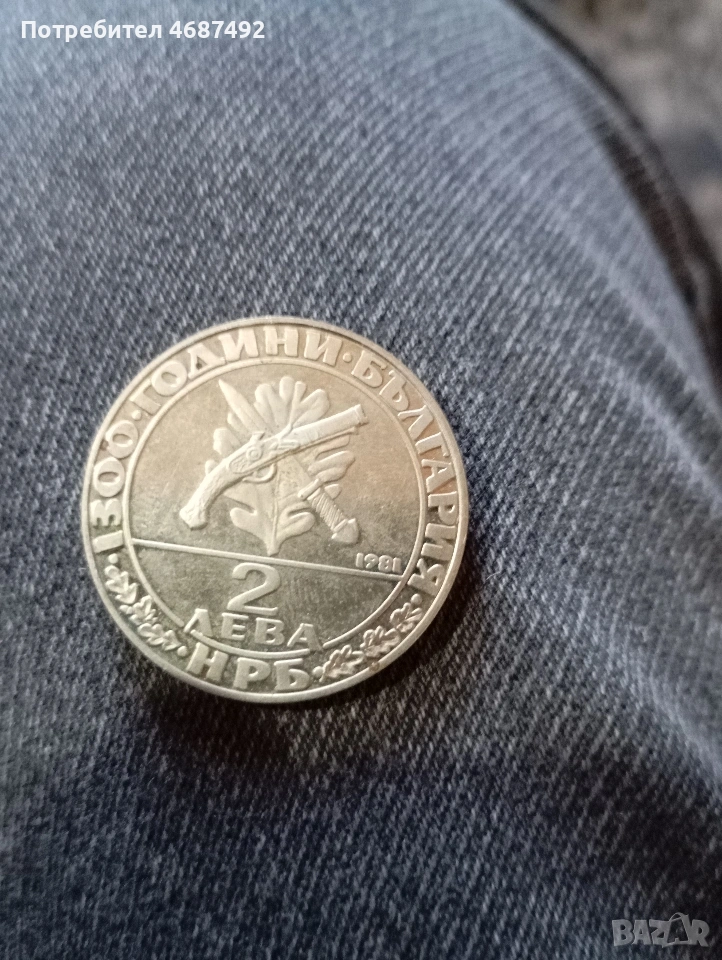 Потребител 4687492
1300 · ГОДИНИ · БЪЛГАРИЯ
1981
2
ЛЕВА
· НРБ ·
BAZAR